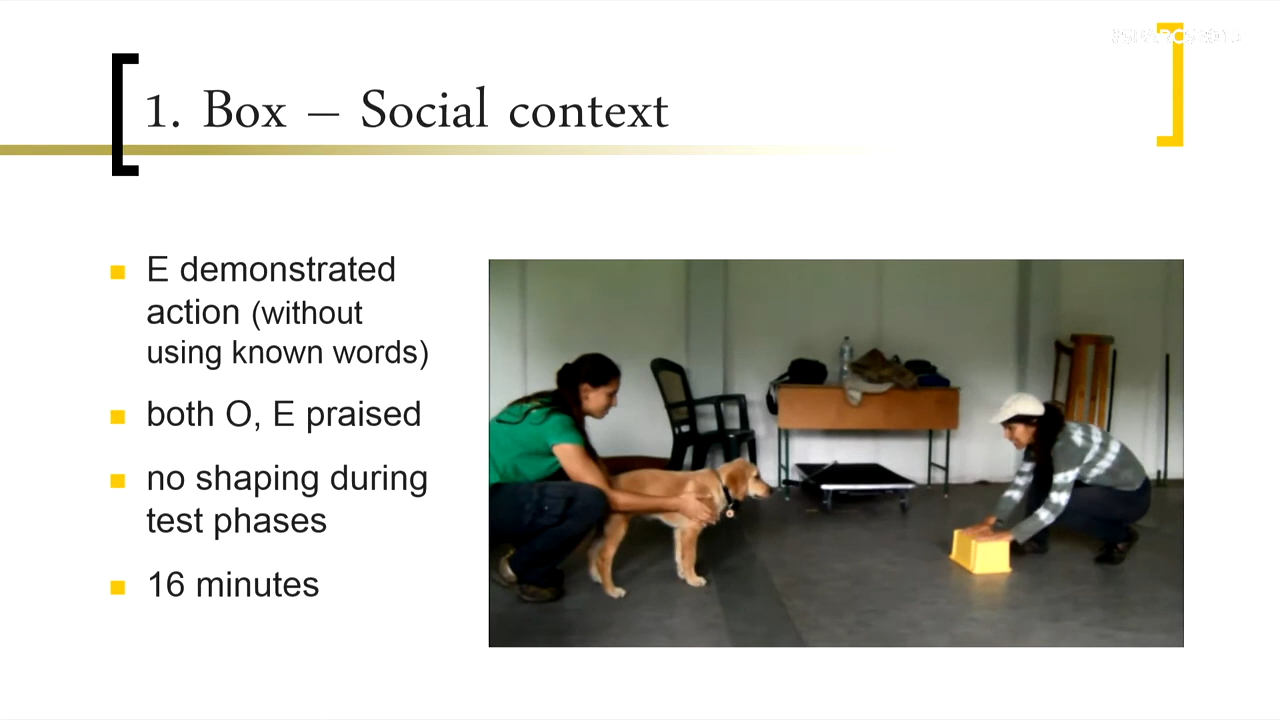 #SPARCS2015
1. Box – Social context
E demonstrated
action (without
using known words)
both O, E praised
no shaping during
test phases
16 minutes